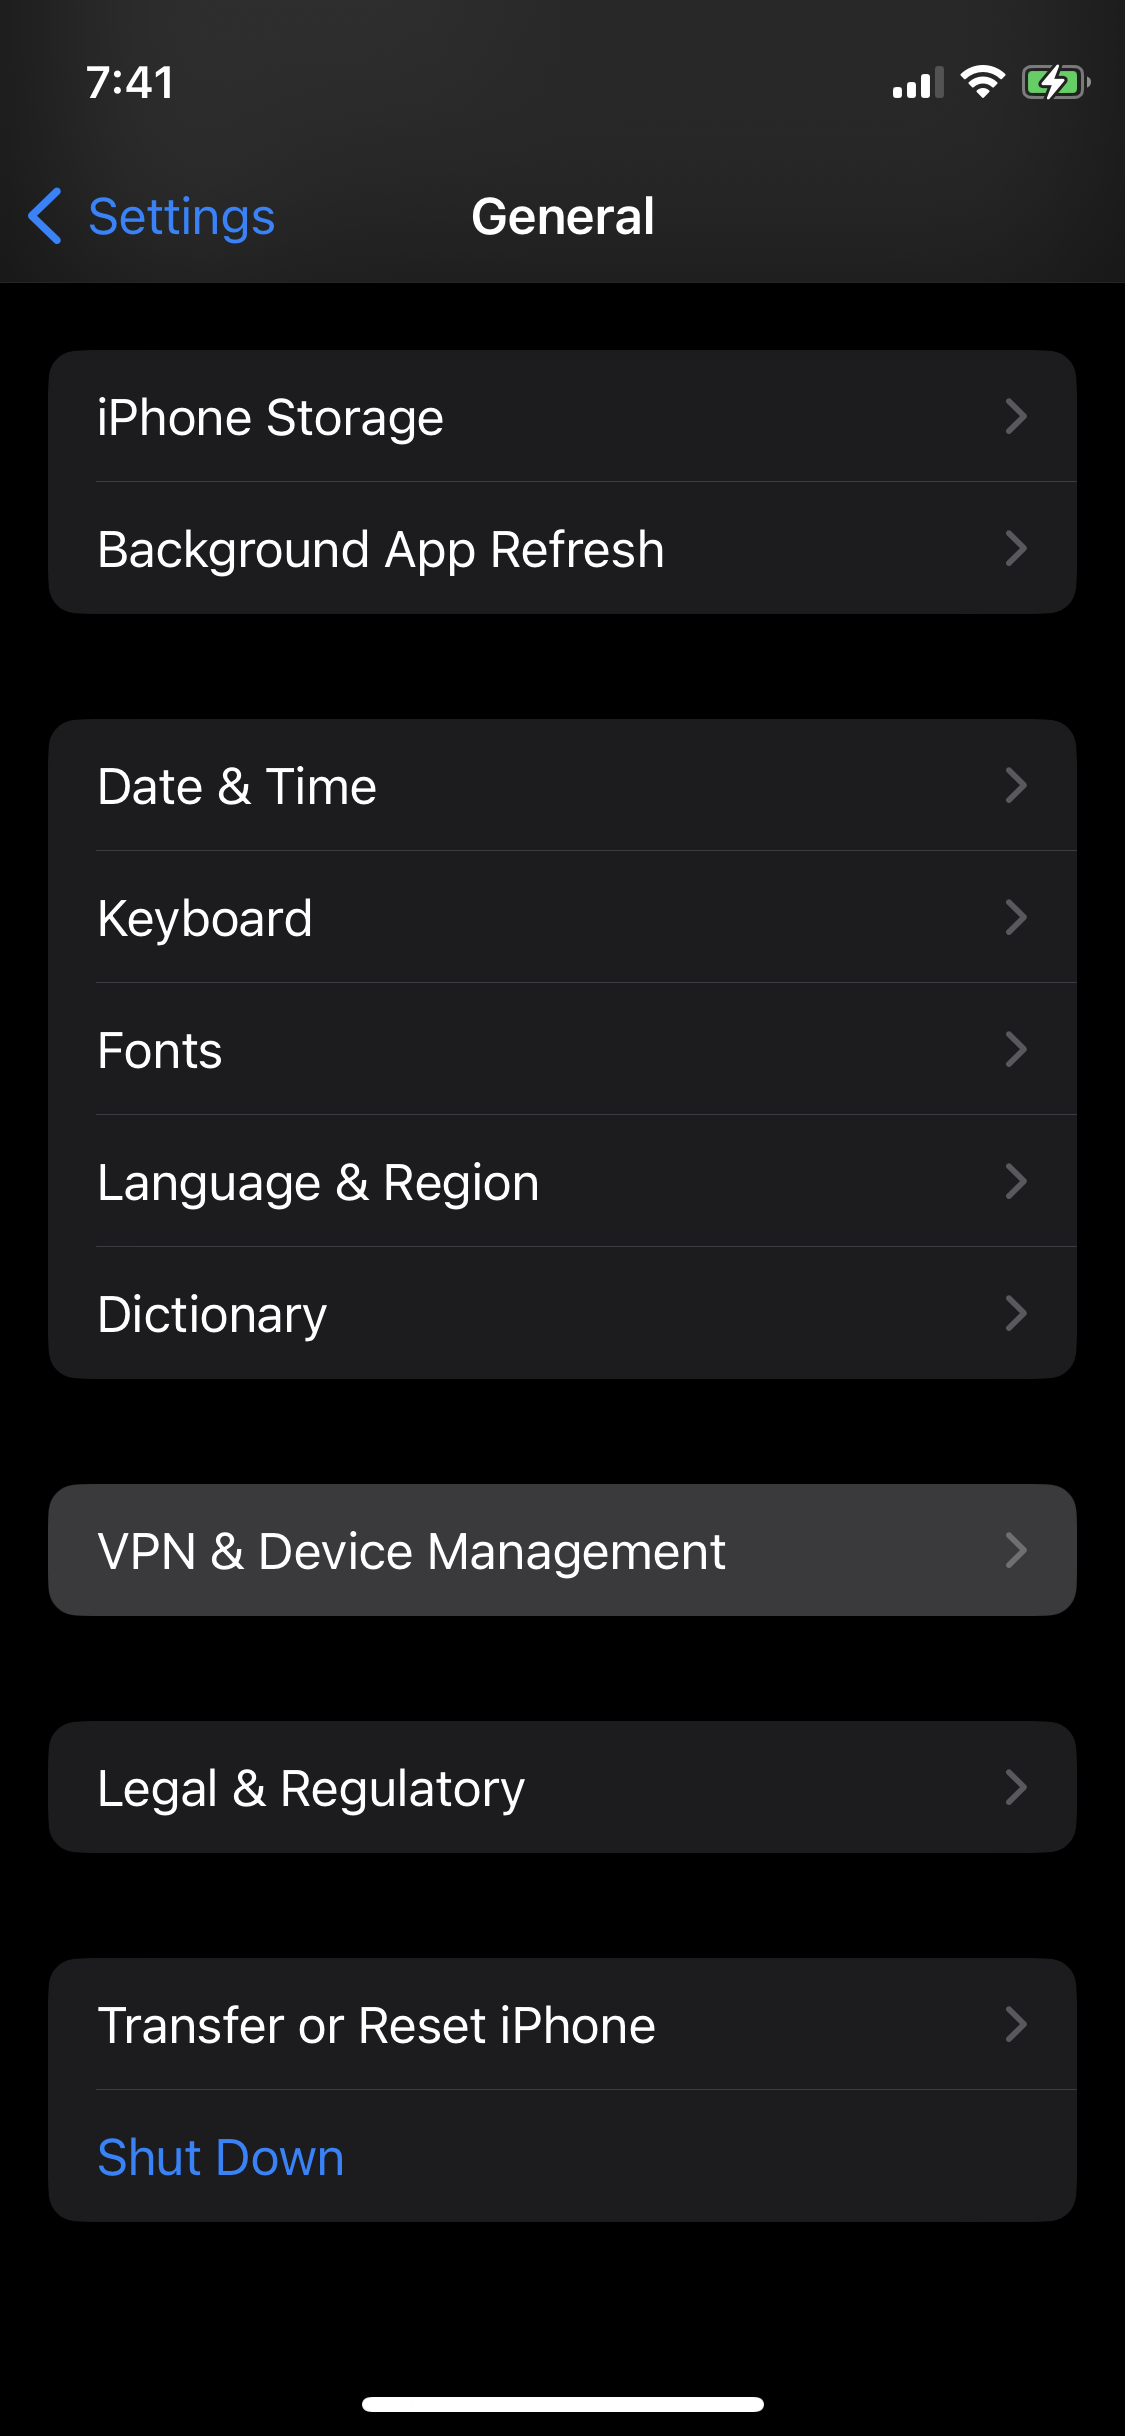 7:41
Settings
General
iPhone Storage
Background App Refresh
Date & Time
Keyboard
Fonts
Language & Region
Dictionary
VPN & Device Management
Legal & Regulatory
Transfer or Reset iPhone
Shut Down